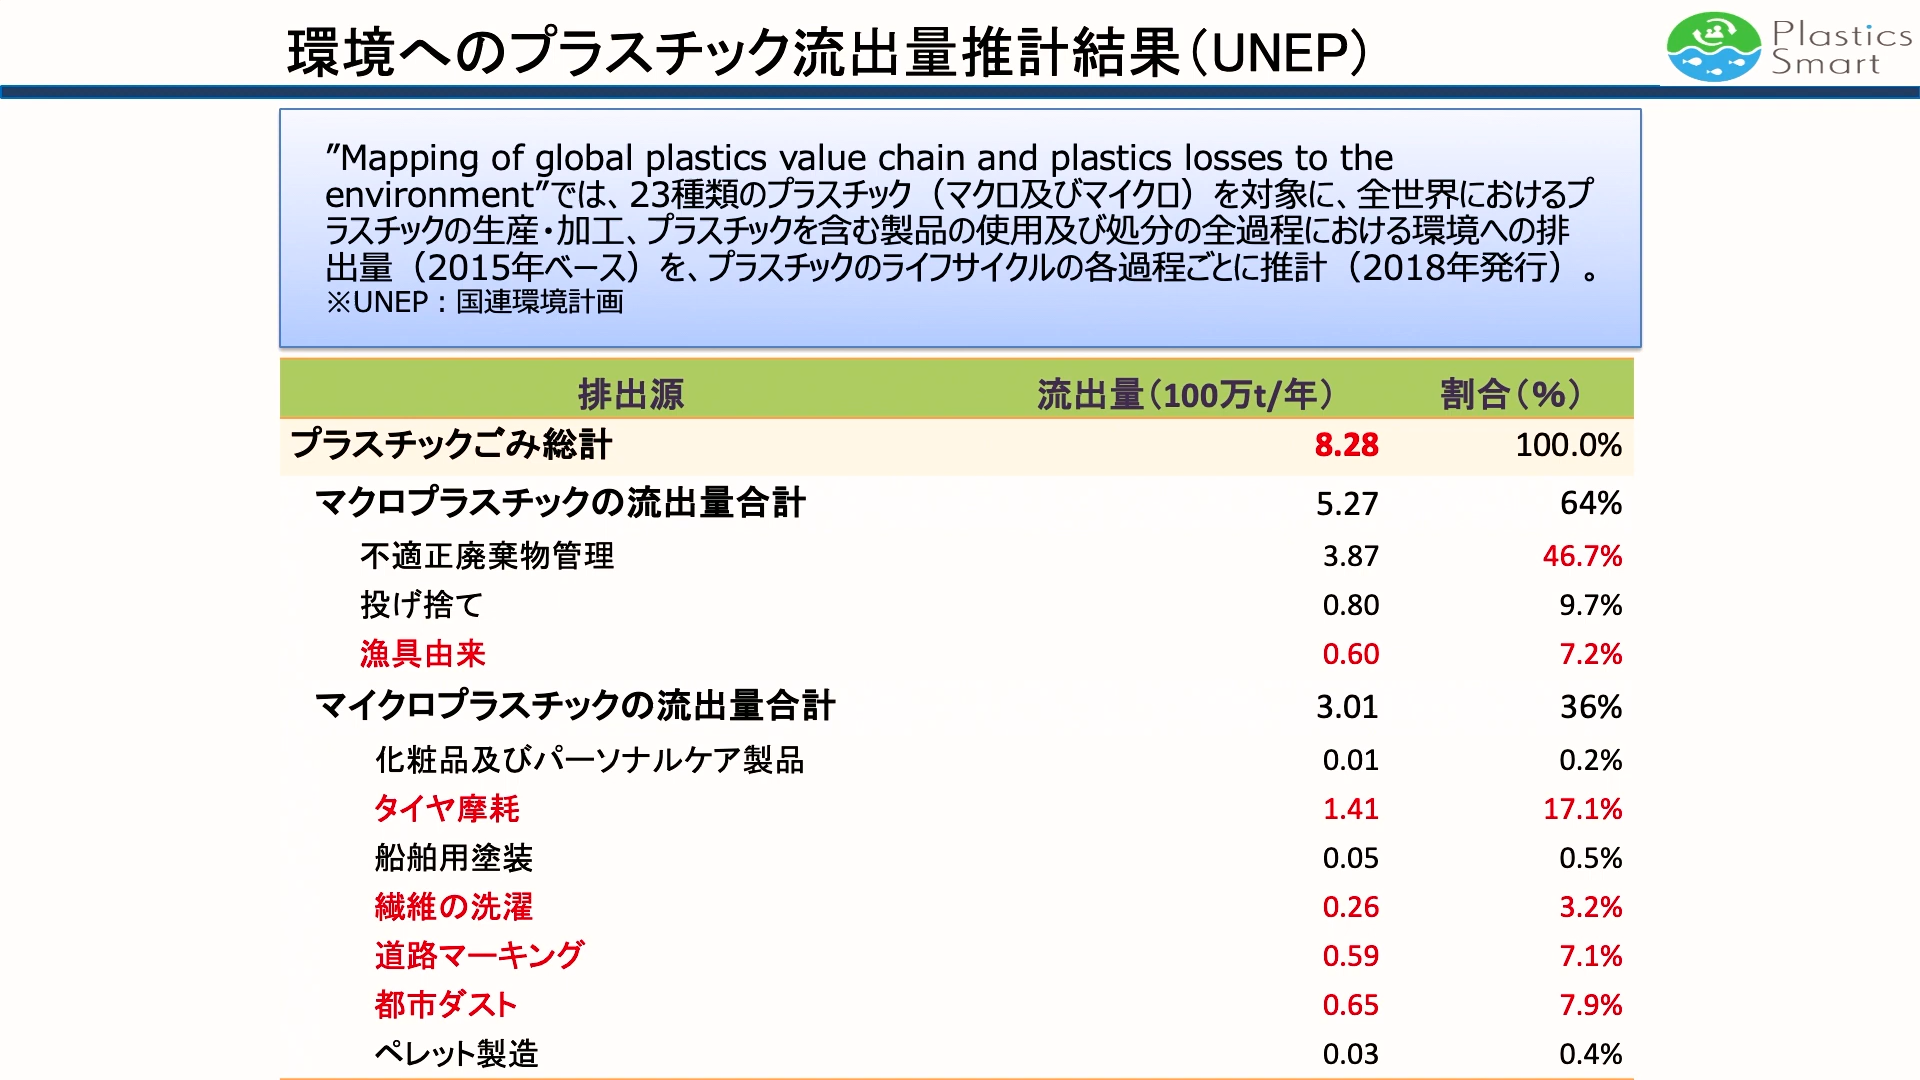 環境へのプラスチック流出量推計結果（UNEP）
Plastics
Smart
”Mapping of global plastics value chain and plastics losses to the
environment”では、23種類のプラスチック（マクロ及びマイクロ）を対象に、全世界におけるプ
ラスチックの生産・加工、プラスチックを含む製品の使用及び処分の全過程における環境への排
出量（2015年ベース）を、プラスチックのライフサイクルの各過程ごとに推計（2018年発行）。
※UNEP：国連環境計画
排出源 流出量（100万t/年） 割合（%）
プラスチックごみ総計 8.28 100.0%
マクロプラスチックの流出量合計 5.27 64%
不適正廃棄物管理 3.87 46.7%
投げ捨て 0.80 9.7%
漁具由来 0.60 7.2%
マイクロプラスチックの流出量合計 3.01 36%
化粧品及びパーソナルケア製品 0.01 0.2%
タイヤ摩耗 1.41 17.1%
船舶用塗装 0.05 0.5%
繊維の洗濯 0.26 3.2%
道路マーキング 0.59 7.1%
都市ダスト 0.65 7.9%
ペレット製造 0.03 0.4%